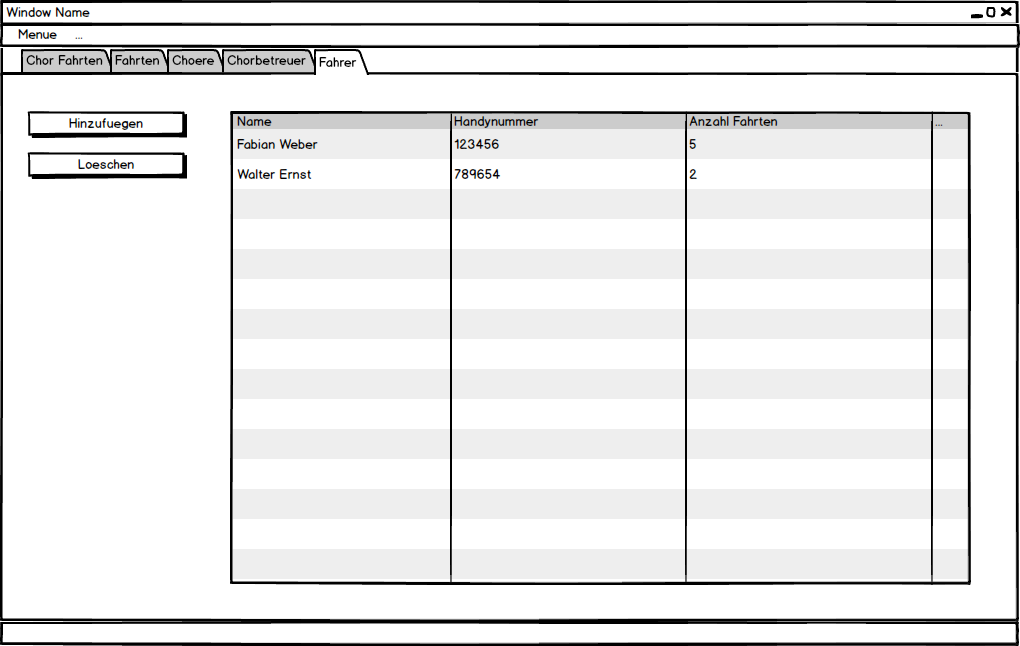 Window Name
Menue ...
Chor Fahrten Fahrten Choere Chorbetreuer Fahrer
Hinzufuegen
Loeschen
Name Handynummer Anzahl Fahrten ...
Fabian Weber 123456 5
Walter Ernst 789654 2